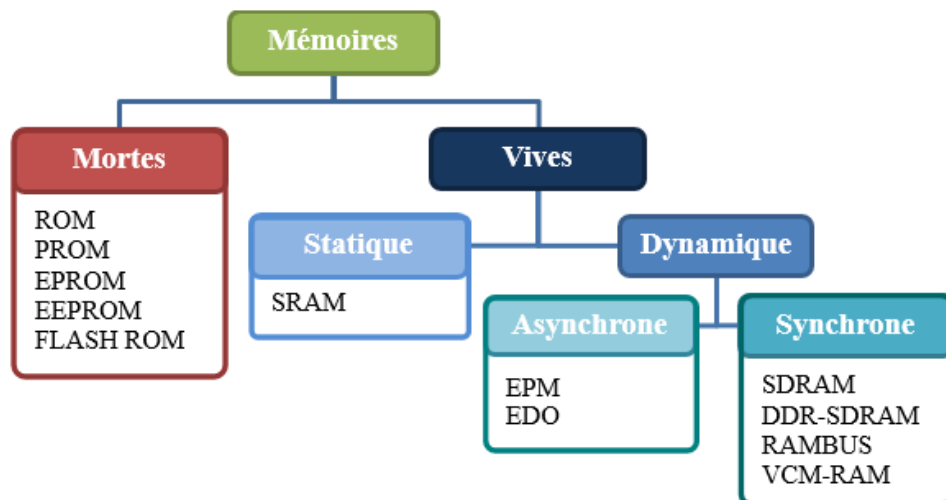 Mémoires
Mortes
ROM
PROM
EPROM
EEPROM
FLASH ROM
Vives
Statique
SRAM
Dynamique
Asynchrone
EPM
EDO
Synchrone
SDRAM
DDR-SDRAM
RAMBUS
VCM-RAM